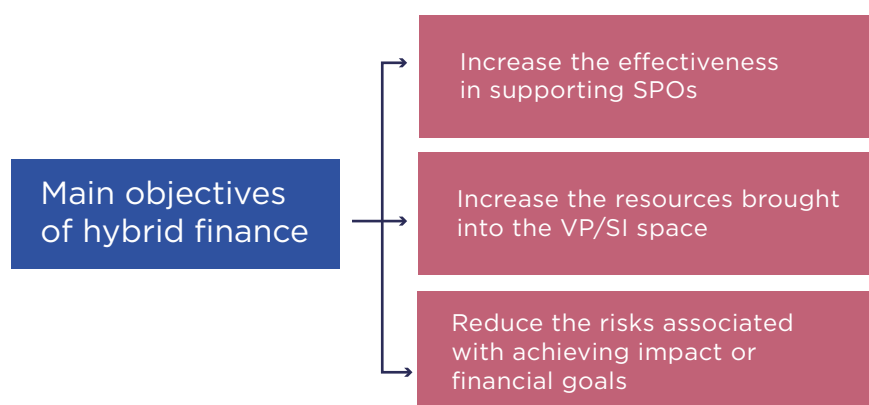 Main objectives
of hybrid finance
Increase the effectiveness
in supporting SPOs
Increase the resources brought
into the VP/SI space
Reduce the risks associated
with achieving impact or
financial goals